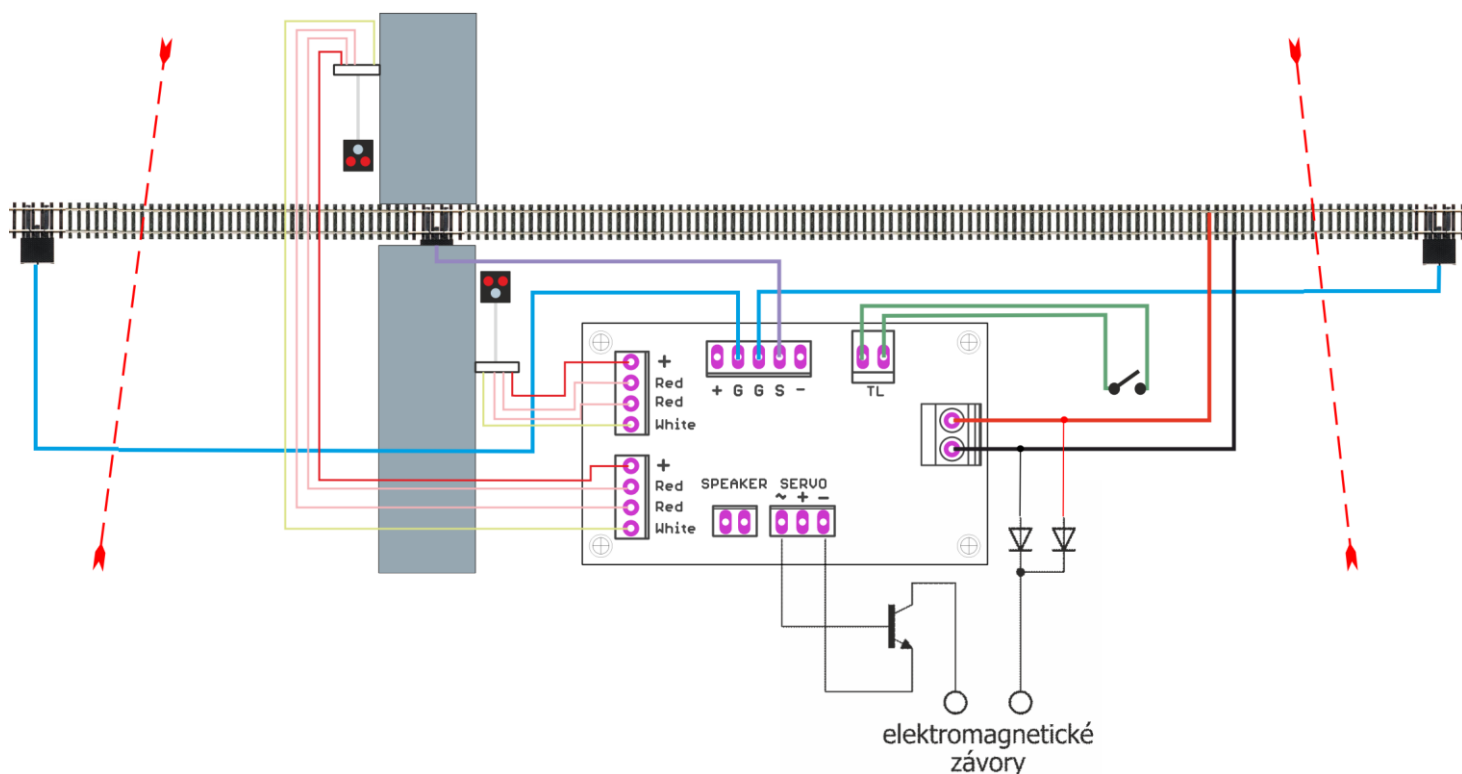 +
Red
Red
White
+ G G S -
TL
+
Red
Red
White
SPEAKER SERVO
~ + -
elektromagnetické
závory